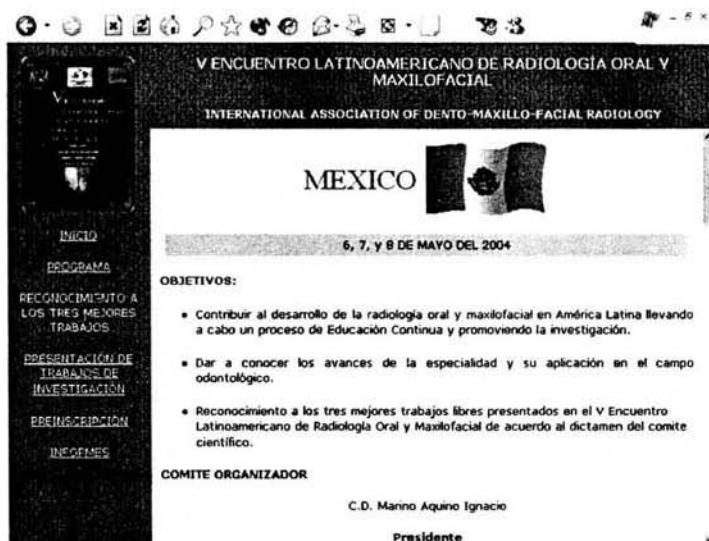 V ENCUENTRO LATINOAMERICANO DE RADIOLOGÍA ORAL Y
MAXILOFACIAL
INTERNATIONAL ASSOCIATION OF DENTO-MAXILLO-FACIAL RADIOLOGY
INICIO
PROGRAMA
RECONOCIMIENTO A
LOS TRES MEJORES
TRABAJOS
PRESENTACIÓN DE
TRABAJOS DE
INVESTIGACIÓN
PREINSCRIPCIÓN
INFORMES
MEXICO
6, 7, y 8 DE MAYO DEL 2004
OBJETIVOS:
• Contribuir al desarrollo de la radiología oral y maxilofacial en América Latina llevando
a cabo un proceso de Educación Continua y promoviendo la investigación.
• Dar a conocer los avances de la especialidad y su aplicación en el campo
odontológico.
• Reconocimiento a los tres mejores trabajos libres presentados en el V Encuentro
Latinoamericano de Radiología Oral y Maxilofacial de acuerdo al dictamen del comite
científico.
COMITE ORGANIZADOR
C.D. Marino Aquino Ignacio
Presidente